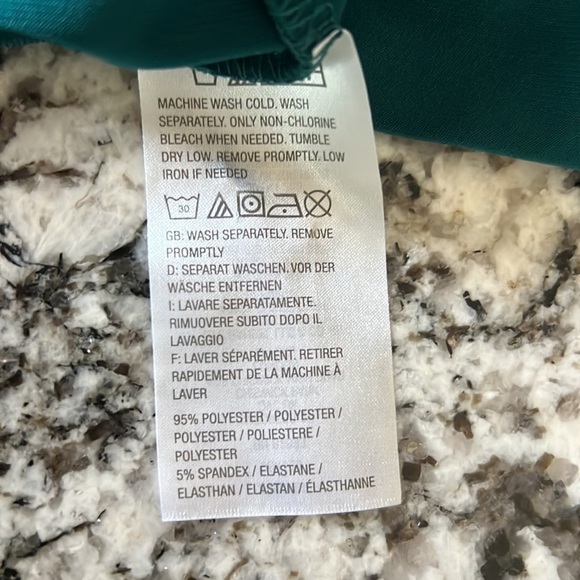 MACHINE WASH COLD. WASH
SEPARATELY. ONLY NON-CHLORINE
BLEACH WHEN NEEDED. TUMBLE
DRY LOW. REMOVE PROMPTLY. LOW
IRON IF NEEDED
30
GB: WASH SEPARATELY. REMOVE
PROMPTLY
D: SEPARAT WASCHEN. VOR DER
WÄSCHE ENTFERNEN
I: LAVARE SEPARATAMENTE.
RIMUOVERE SUBITO DOPO IL
LAVAGGIO
F: LAVER SÉPARÉMENT. RETIRER
RAPIDEMENT DE LA MACHINE À
LAVER
95% POLYESTER / POLYESTER /
POLYESTER / POLIESTERE /
POLYESTER
5% SPANDEX / ELASTANE /
ELASTHAN / ELASTAN / ÉLASTHANNE